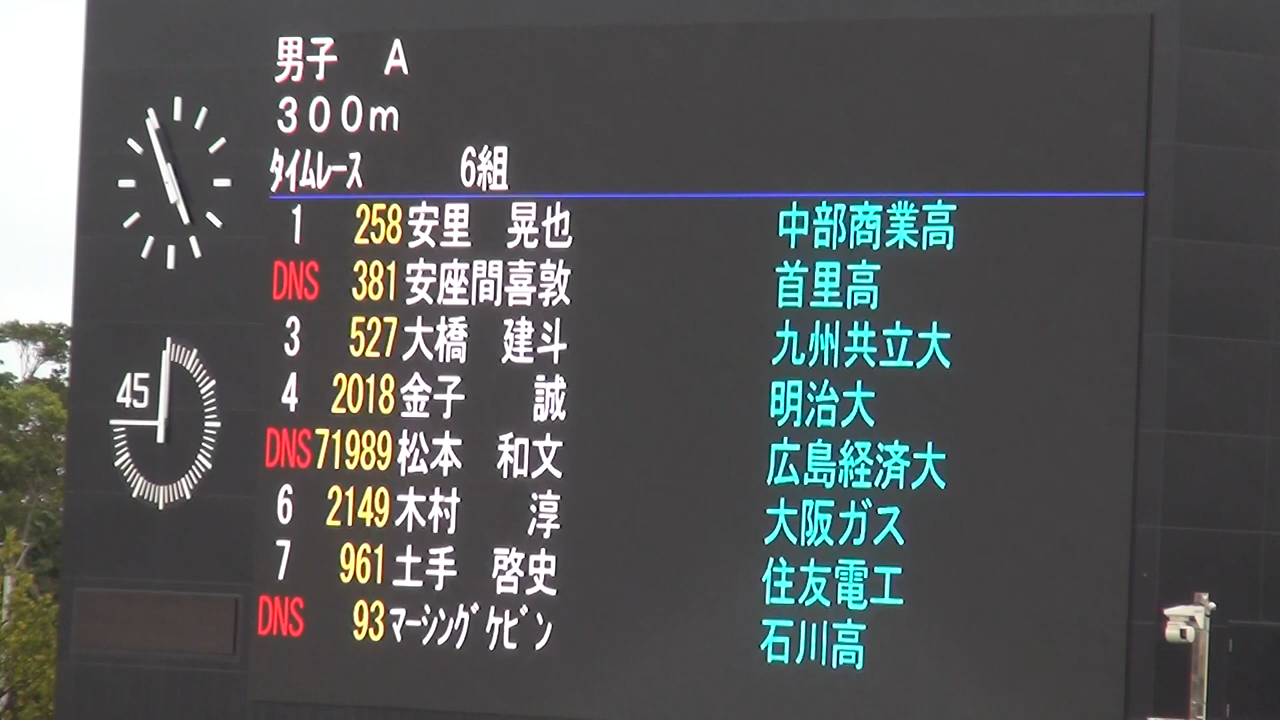 男子 A
300m
ﾀｲﾑﾚｰｽ 6組
1 258 安里 晃也 中部商業高
DNS 381 安座間喜敦 首里高
3 527 大橋 建斗 九州共立大
4 2018 金子 誠 明治大
DNS 71989 松本 和文 広島経済大
6 2149 木村 淳 大阪ガス
7 961 土手 啓史 住友電工
DNS 93 ﾏｰｼﾝｸﾞ ｹﾋﾞﾝ 石川高
45